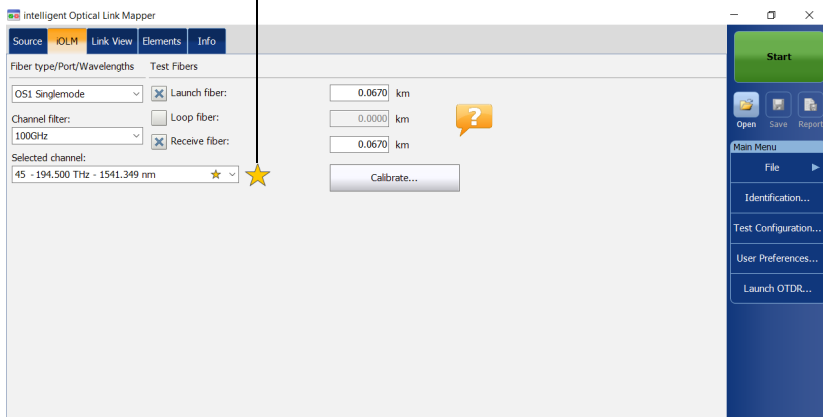 intelligent Optical Link Mapper
Source iOLM Link View Elements Info
Fiber type/Port/Wavelengths Test Fibers
OS1 Singlemode
Launch fiber: 0.0670 km
Channel filter:
Loop fiber: 0.0000 km
100GHz
Receive fiber: 0.0670 km
?
Selected channel:
45 - 194.500 THz - 1541.349 nm
Calibrate...
Start
Open Save Report
Main Menu
File
Identification...
Test Configuration...
User Preferences...
Launch OTDR...